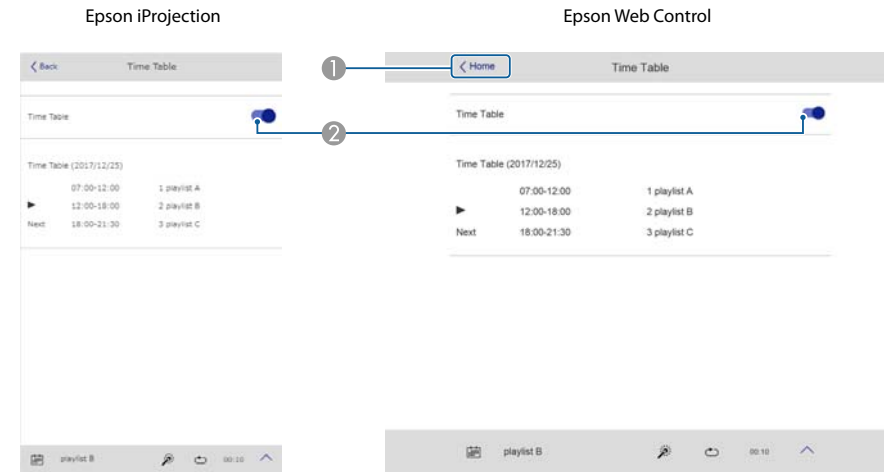 Epson iProjection
Back Time Table
Time Table
Time Table (2017/12/25)
07:00-12:00 1 playlist A
12:00-18:00 2 playlist B
Next 18:00-21:30 3 playlist C
playlist B 00:10
1
2
Epson Web Control
Home Time Table
Time Table
Time Table (2017/12/25)
07:00-12:00 1 playlist A
12:00-18:00 2 playlist B
Next 18:00-21:30 3 playlist C
playlist B 00:10